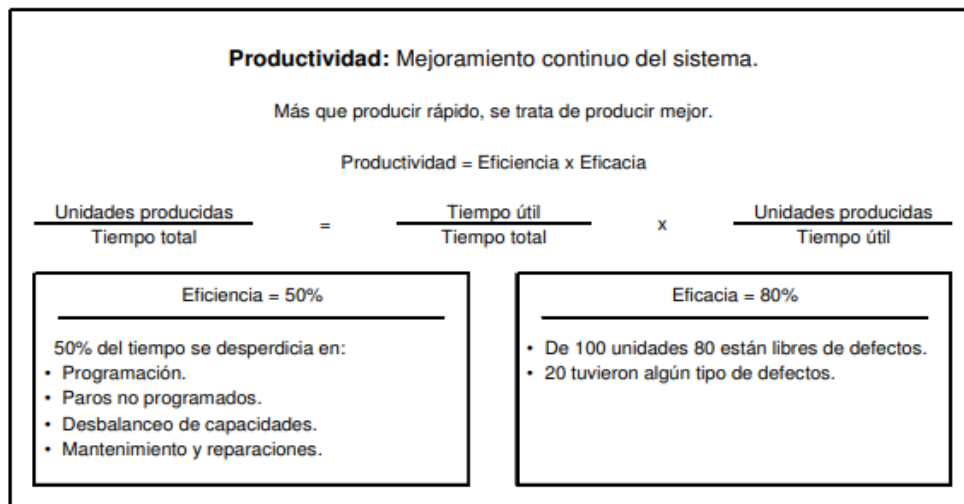 Productividad: Mejoramiento continuo del sistema.
Más que producir rápido, se trata de producir mejor.
Productividad = Eficiencia x Eficacia
Unidades producidas
Tiempo total
=
Tiempo útil
Tiempo total
x
Unidades producidas
Tiempo útil
Eficiencia = 50%
50% del tiempo se desperdicia en:
• Programación.
• Paros no programados.
• Desbalanceo de capacidades.
• Mantenimiento y reparaciones.
Eficacia = 80%
• De 100 unidades 80 están libres de defectos.
• 20 tuvieron algún tipo de defectos.